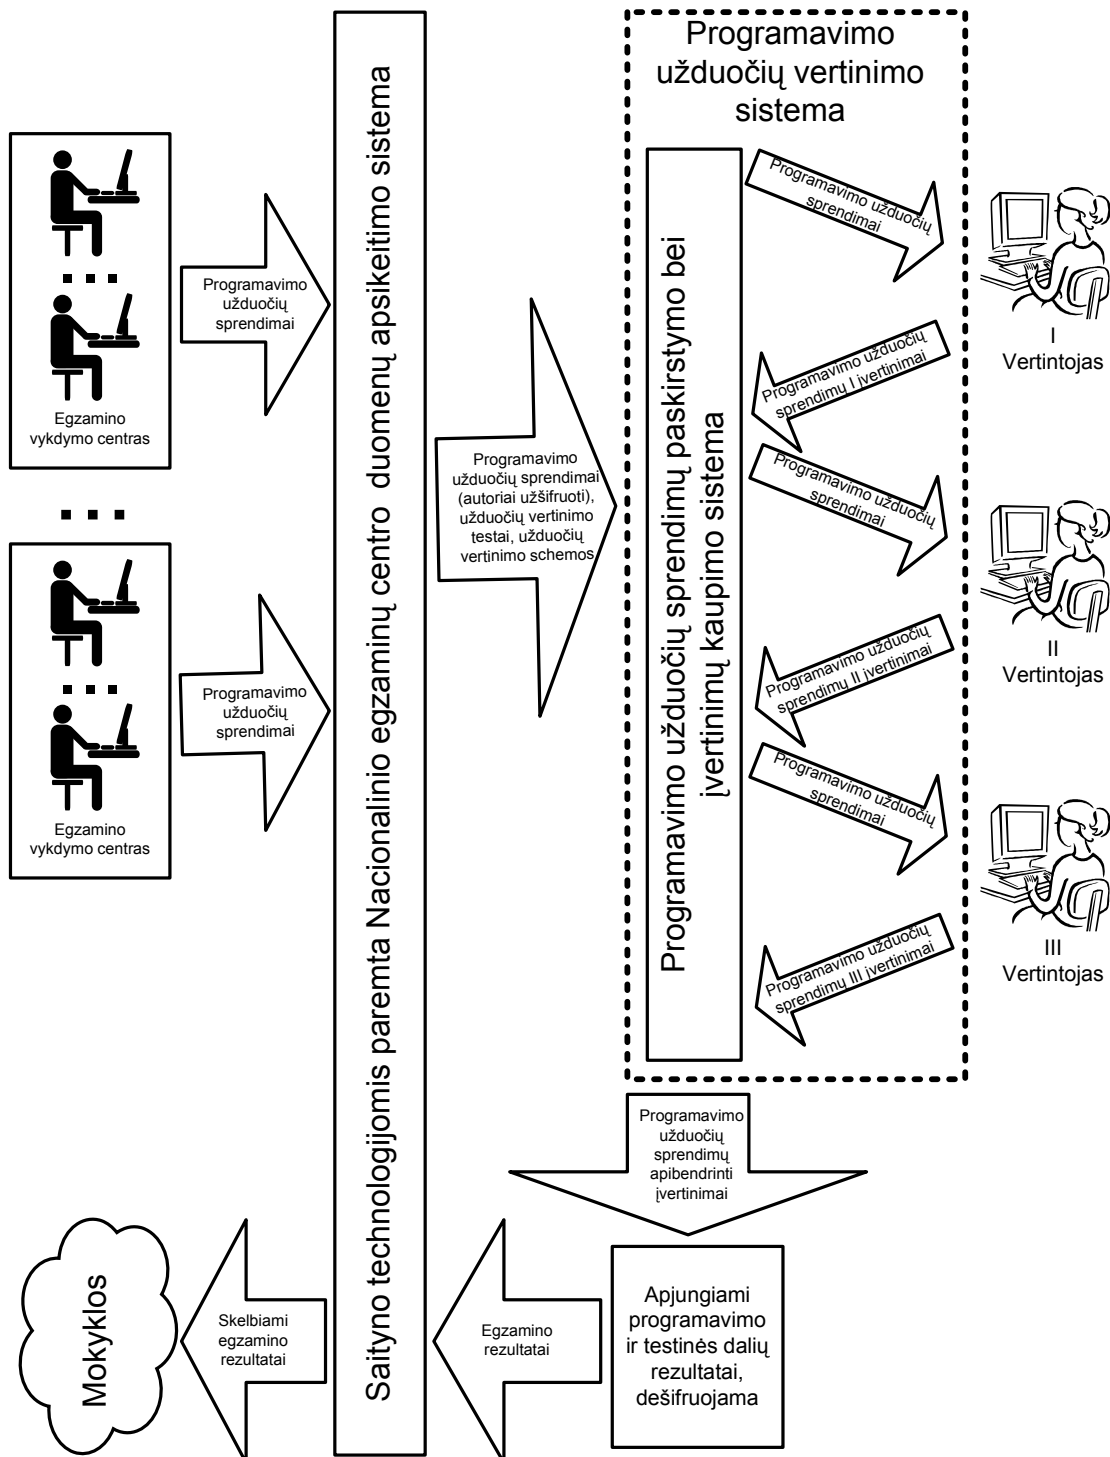 Egzamino
vykdymo centras
Egzamino
vykdymo centras
Programavimo
užduočių
sprendimai
Programavimo
užduočių
sprendimai
Saityno technologijomis paremta Nacionalinio egzaminų centro duomenų apsikeitimo sistema
Programavimo
užduočių sprendimai
(autoriai užšifruoti),
užduočių vertinimo
testai, užduočių
vertinimo schemos
Programavimo
užduočių vertinimo
sistema
Programavimo užduočių sprendimų paskirstymo bei
įvertinimų kaupimo sistema
Programavimo užduočių
sprendimai
Programavimo užduočių
sprendimų I įvertinimai
I
Vertintojas
Programavimo užduočių
sprendimai
Programavimo užduočių
sprendimų II įvertinimai
II
Vertintojas
Programavimo užduočių
sprendimai
Programavimo užduočių
sprendimų III įvertinimai
III
Vertintojas
Programavimo
užduočių
sprendimų
apibendrinti
įvertinimai
Apjungiami
programavimo
ir testinės dalių
rezultatai,
dešifruojama
Egzamino
rezultatai
Skelbiami
egzamino
rezultatai
Mokyklos